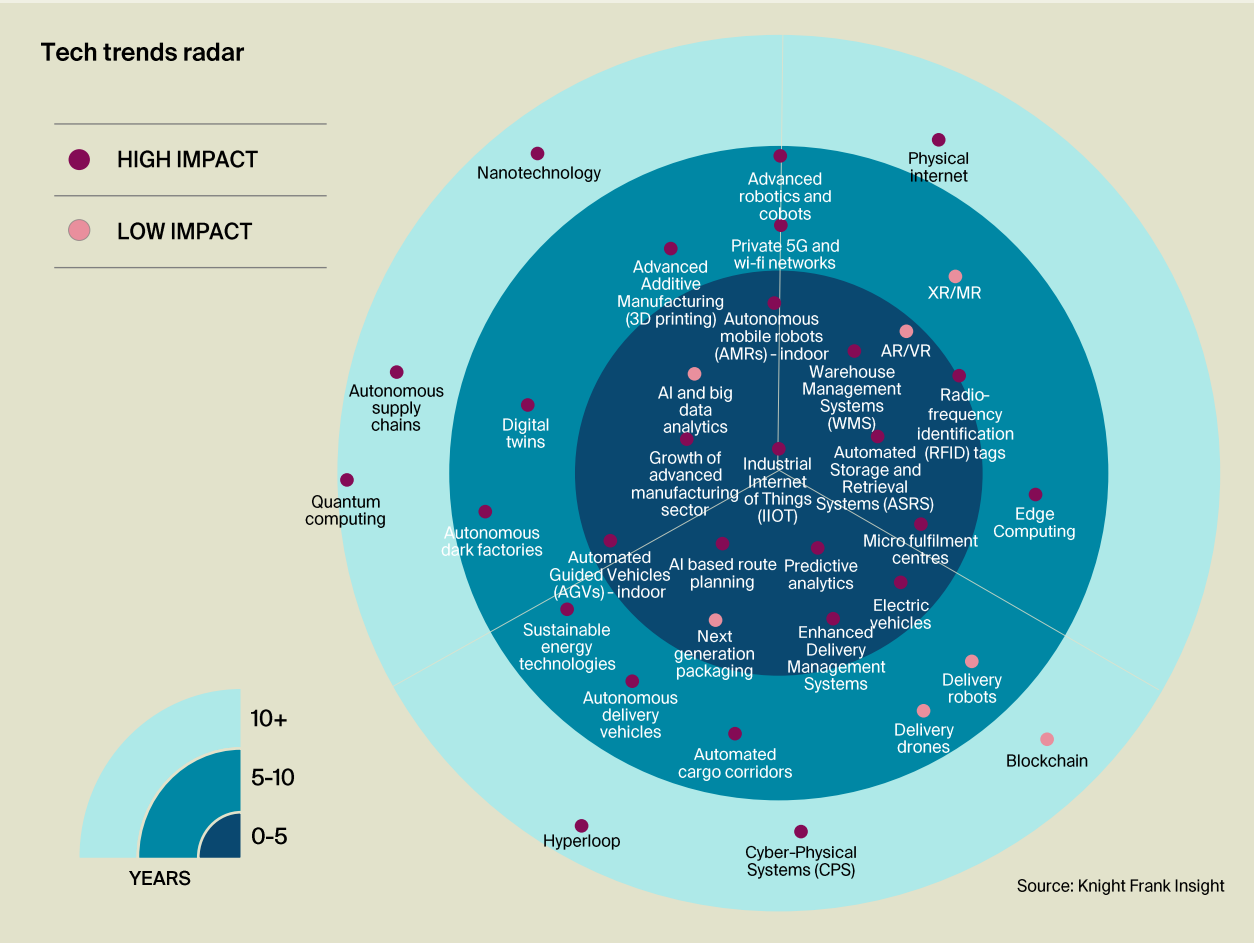 Tech trends radar
HIGH IMPACT
LOW IMPACT
Nanotechnology
Physical
internet
Advanced
robotics and
cobots
Private 5G and
wi-fi networks
Advanced
Additive
Manufacturing
(3D printing)
XR/MR
Autonomous
mobile robots
(AMRs) – indoor
AR/VR
Warehouse
Management
Systems
(WMS)
Radio-
frequency
identification
(RFID) tags
Autonomous
supply
chains
Digital
twins
AI and big
data
analytics
Growth of
advanced
manufacturing
sector
Industrial
Internet
of Things
(IIOT)
Automated
Storage and
Retrieval
Systems (ASRS)
Quantum
computing
Autonomous
dark factories
Edge
Computing
Micro fulfilment
centres
Automated
Guided Vehicles
(AGVs) – indoor
AI based route
planning
Predictive
analytics
Electric
vehicles
Sustainable
energy
technologies
Next
generation
packaging
Enhanced
Delivery
Management
Systems
Delivery
robots
Autonomous
delivery
vehicles
Delivery
drones
Automated
cargo corridors
Blockchain
Hyperloop
Cyber-Physical
Systems (CPS)
10+
5-10
0-5
YEARS
Source: Knight Frank Insight